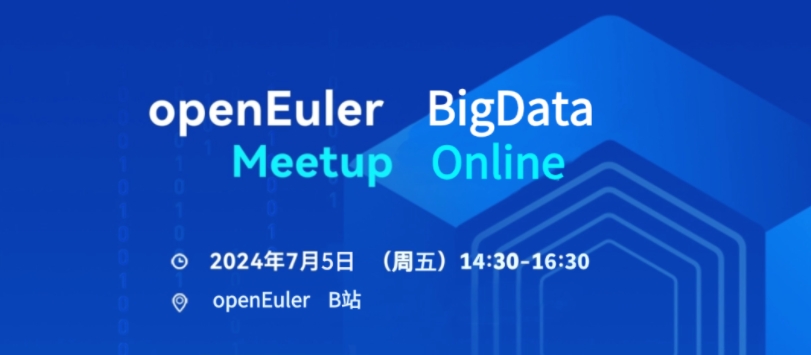 openEuler BigData
Meetup Online
2024年7月5日 （周五）14:30-16:30
openEuler B站